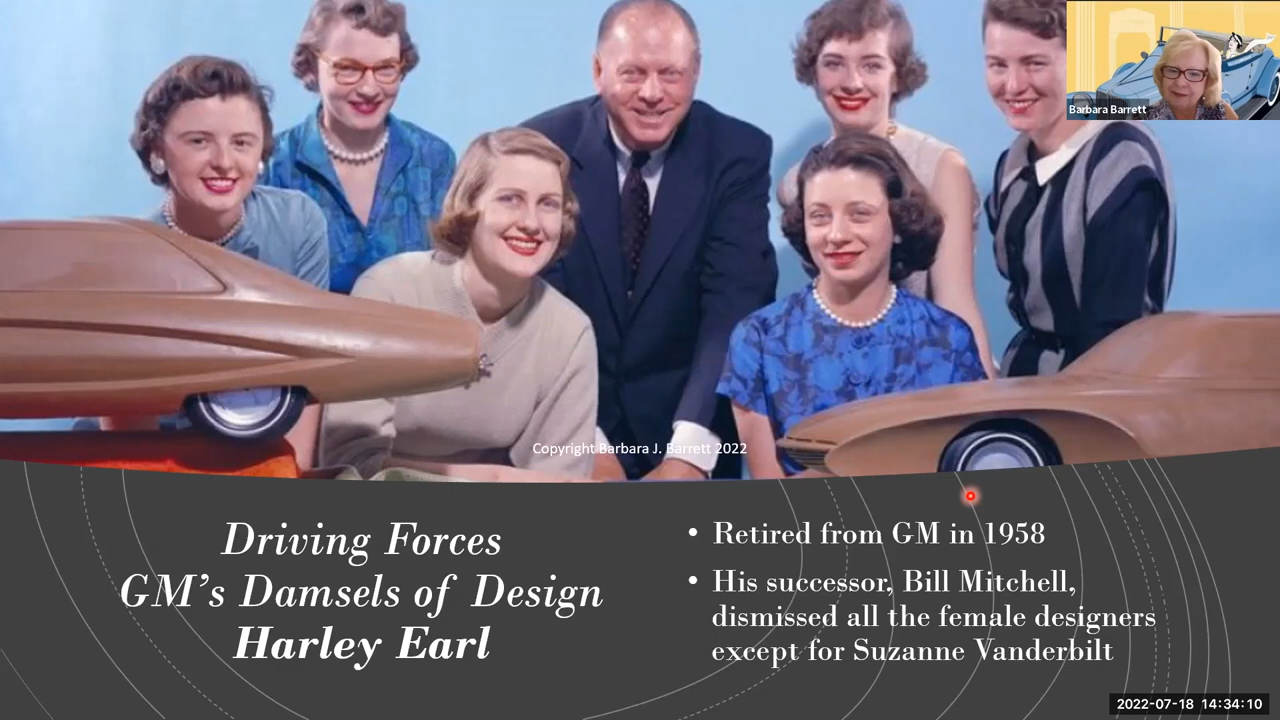 Barbara Barrett
Copyright Barbara J. Barrett 2022
Driving Forces
GM's Damsels of Design
Harley Earl
• Retired from GM in 1958
• His successor, Bill Mitchell,
dismissed all the female designers
except for Suzanne Vanderbilt
2022-07-18 14:34:10